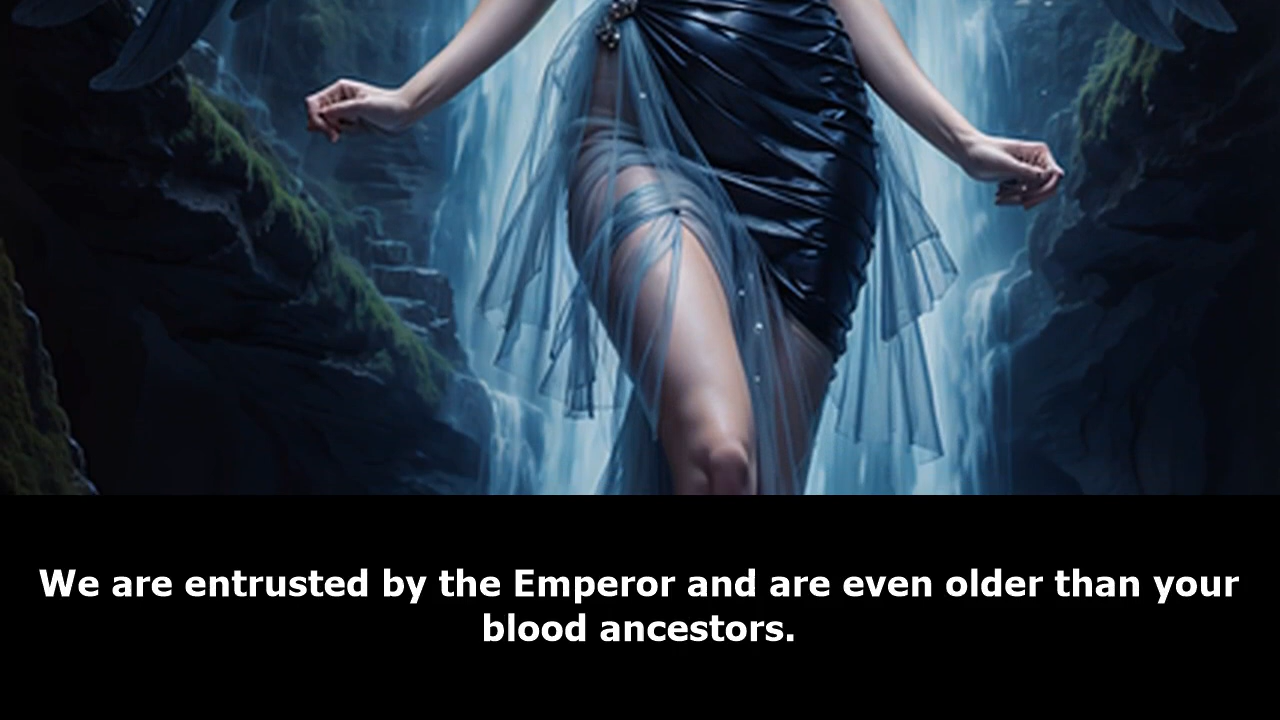 We are entrusted by the Emperor and are even older than your
blood ancestors.